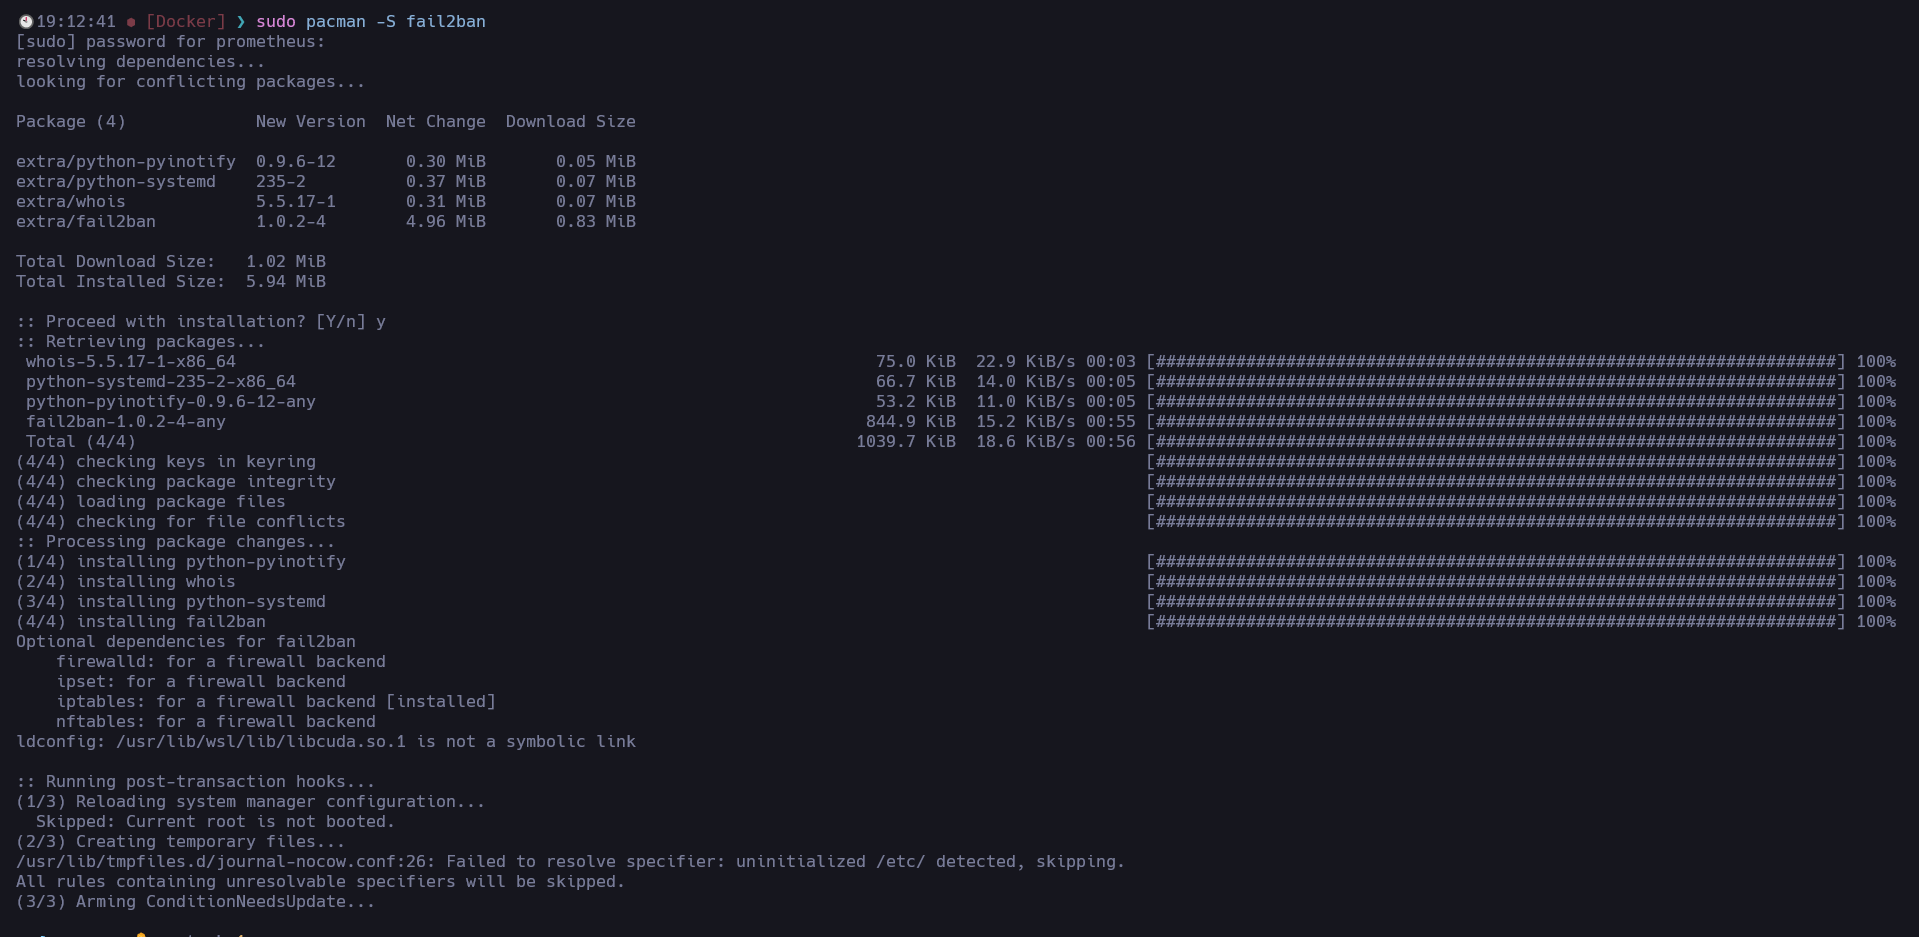 19:12:41 [Docker] ❯ sudo pacman -S fail2ban
[sudo] password for prometheus:
resolving dependencies...
looking for conflicting packages...
Package (4)             New Version  Net Change  Download Size
extra/python-pyinotify  0.9.6-12       0.30 MiB       0.05 MiB
extra/python-systemd    235-2          0.37 MiB       0.07 MiB
extra/whois             5.5.17-1       0.31 MiB       0.07 MiB
extra/fail2ban          1.0.2-4        4.96 MiB       0.83 MiB
Total Download Size:   1.02 MiB
Total Installed Size:  5.94 MiB
:: Proceed with installation? [Y/n] y
:: Retrieving packages...
whois-5.5.17-1-x86_64 75.0 KiB 22.9 KiB/s 00:03 [####################################################################] 100%
python-systemd-235-2-x86_64 66.7 KiB 14.0 KiB/s 00:05 [####################################################################] 100%
python-pyinotify-0.9.6-12-any 53.2 KiB 11.0 KiB/s 00:05 [####################################################################] 100%
fail2ban-1.0.2-4-any 844.9 KiB 15.2 KiB/s 00:55 [####################################################################] 100%
Total (4/4) 1039.7 KiB 18.6 KiB/s 00:56 [####################################################################] 100%
(4/4) checking keys in keyring [####################################################################] 100%
(4/4) checking package integrity [####################################################################] 100%
(4/4) loading package files [####################################################################] 100%
(4/4) checking for file conflicts [####################################################################] 100%
:: Processing package changes...
(1/4) installing python-pyinotify [####################################################################] 100%
(2/4) installing whois [####################################################################] 100%
(3/4) installing python-systemd [####################################################################] 100%
(4/4) installing fail2ban [####################################################################] 100%
Optional dependencies for fail2ban
firewalld: for a firewall backend
ipset: for a firewall backend
iptables: for a firewall backend [installed]
nftables: for a firewall backend
ldconfig: /usr/lib/wsl/lib/libcuda.so.1 is not a symbolic link
:: Running post-transaction hooks...
(1/3) Reloading system manager configuration...
Skipped: Current root is not booted.
(2/3) Creating temporary files...
/usr/lib/tmpfiles.d/journal-nocow.conf:26: Failed to resolve specifier: uninitialized /etc/ detected, skipping.
All rules containing unresolvable specifiers will be skipped.
(3/3) Arming ConditionNeedsUpdate...